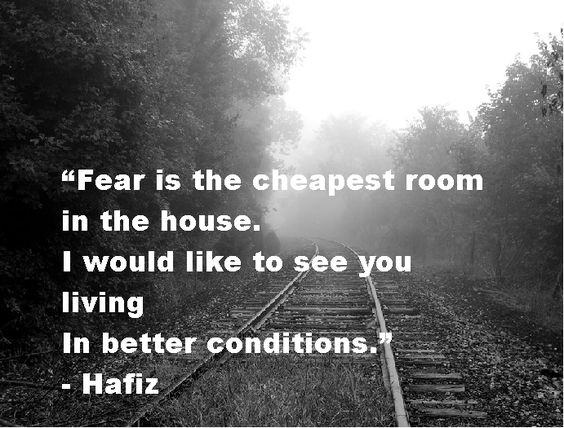 “Fear is the cheapest room
in the house.
I would like to see you
living
In better conditions.”
- Hafiz